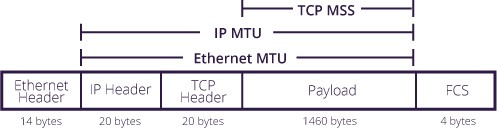 TCP MSS
IP MTU
Ethernet MTU
Ethernet
Header
IP Header
TCP
Header
Payload
FCS
14 bytes
20 bytes
20 bytes
1460 bytes
4 bytes